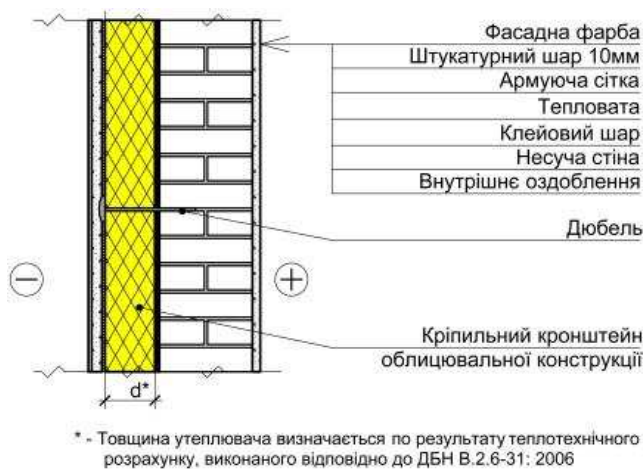 Фасадна фарба
Штукатурний шар 10мм
Армуюча сітка
Тепловата
Клейовий шар
Несуча стіна
Внутрішнє оздоблення
Дюбель
Кріпильний кронштейн
облицювальної конструкції
d*
* - Товщина утеплювача визначається по результату теплотехнічного
розрахунку, виконаного відповідно до ДБН В.2.6-31: 2006